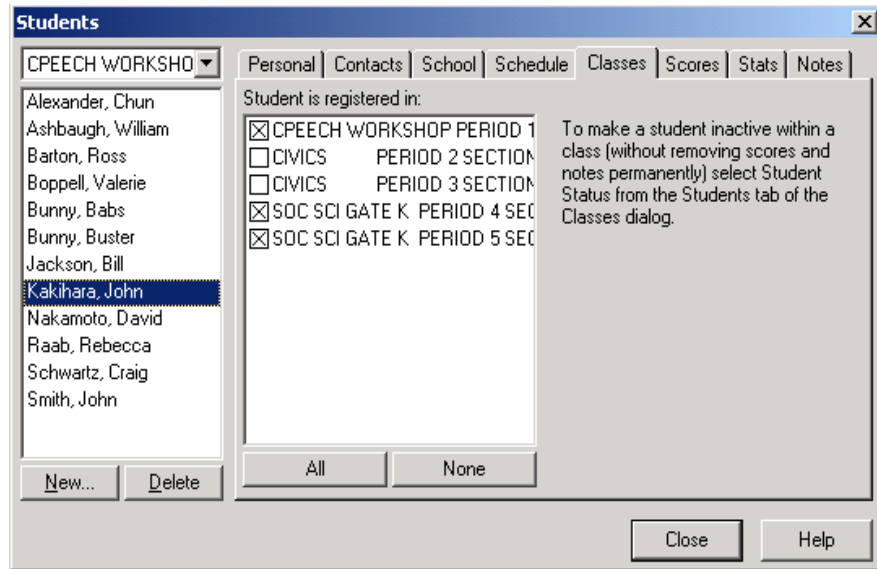 Students
CPEECH WORKSHO
Personal Contacts School Schedule Classes Scores Stats Notes
Alexander, Chun
Ashbaugh, William
Barton, Ross
Boppell, Valerie
Bunny, Babs
Bunny, Buster
Jackson, Bill
Kakihara, John
Nakamoto, David
Raab, Rebecca
Schwartz, Craig
Smith, John
New... Delete
Student is registered in:
CPEECH WORKSHOP PERIOD 1
CIVICS PERIOD 2 SECTION
CIVICS PERIOD 3 SECTION
SOC SCI GATE K PERIOD 4 SEC
SOC SCI GATE K PERIOD 5 SEC
All None
To make a student inactive within a
class (without removing scores and
notes permanently) select Student
Status from the Students tab of the
Classes dialog.
Close Help